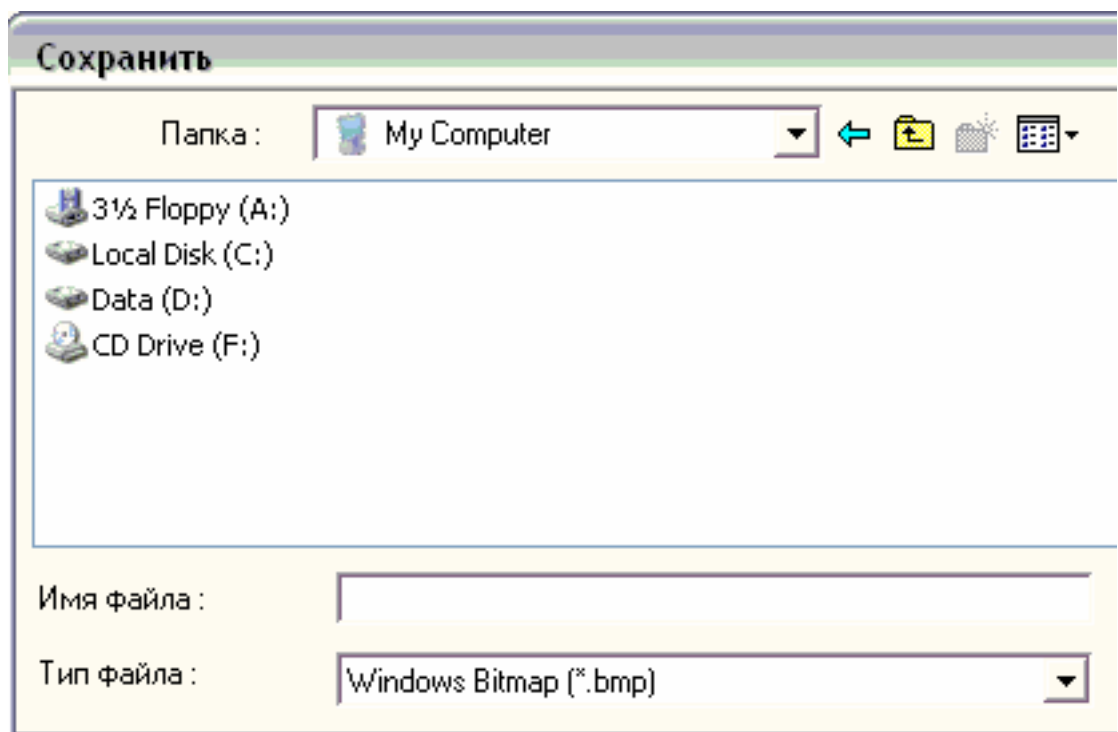 Сохранить
Папка : My Computer
3½ Floppy (A:)
Local Disk (C:)
Data (D:)
CD Drive (F:)
Имя файла :
Тип файла : Windows Bitmap (*.bmp)